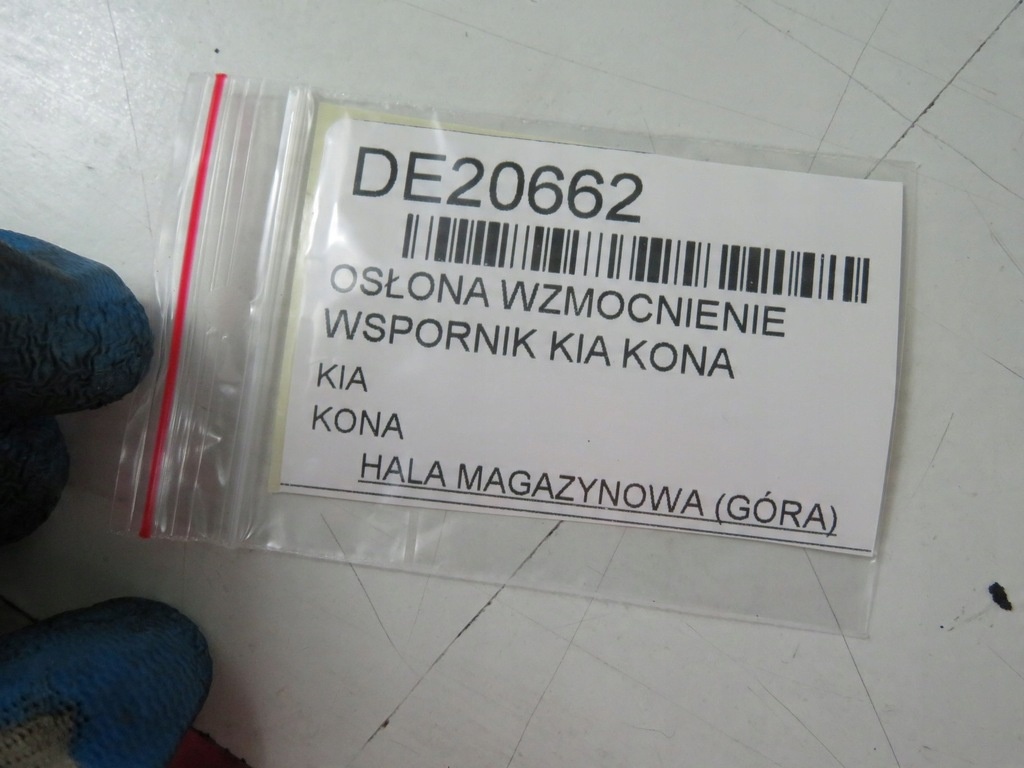 DE20662
OSŁONA WZMOCNIENIE
WSPORNIK KIA KONA
KIA
KONA
HALA MAGAZYNOWA (GÓRA)